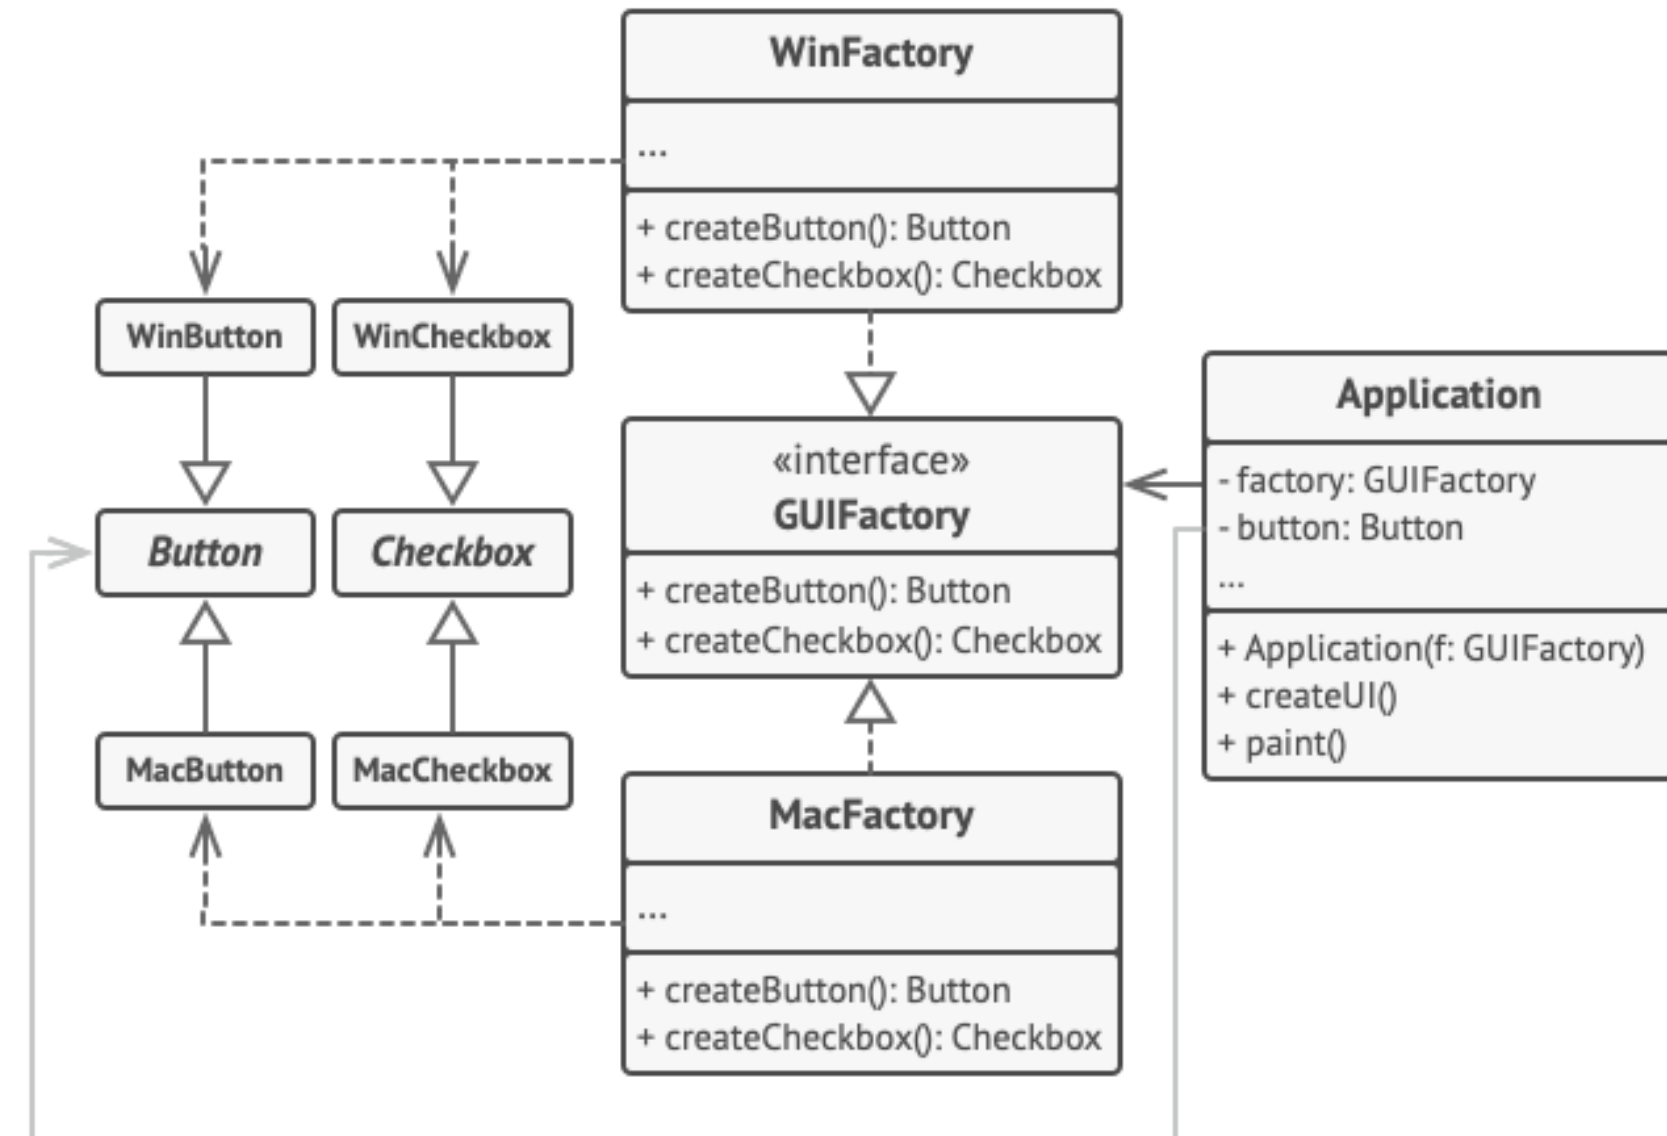 WinFactory
...
+ createButton(): Button
+ createCheckbox(): Checkbox
WinButton
WinCheckbox
«interface»
GUIFactory
+ createButton(): Button
+ createCheckbox(): Checkbox
Application
- factory: GUIFactory
- button: Button
...
+ Application(f: GUIFactory)
+ createUI()
+ paint()
Button
Checkbox
MacButton
MacCheckbox
MacFactory
...
+ createButton(): Button
+ createCheckbox(): Checkbox